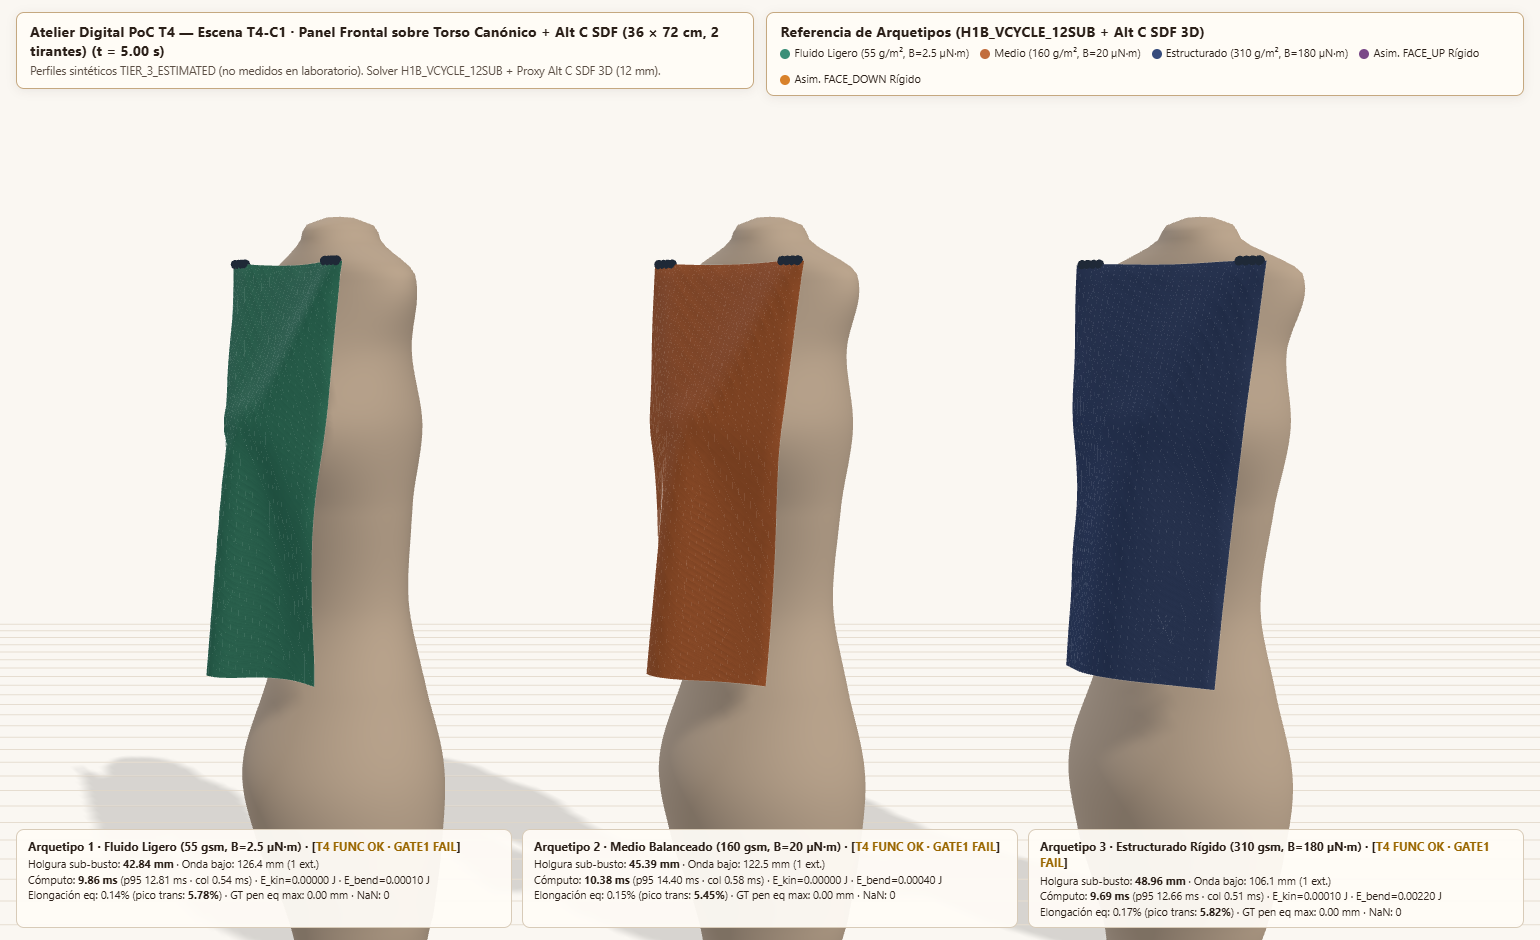 Atelier Digital PoC T4 — Escena T4-C1 · Panel Frontal sobre Torso Canónico + Alt C SDF (36 × 72 cm, 2
tirantes) (t = 5.00 s)
Perfiles sintéticos TIER_3_ESTIMATED (no medidos en laboratorio). Solver H1B_VCYCLE_12SUB + Proxy Alt C SDF 3D (12 mm).
Referencia de Arquetipos (H1B_VCYCLE_12SUB + Alt C SDF 3D)
Fluido Ligero (55 g/m², B=2.5 µN·m) Medio (160 g/m², B=20 µN·m) Estructurado (310 g/m², B=180 µN·m) Asim. FACE_UP Rígido
Asim. FACE_DOWN Rígido
Arquetipo 1 · Fluido Ligero (55 gsm, B=2.5 µN·m) · [T4 FUNC OK · GATE1 FAIL]
Holgura sub-busto: 42.84 mm · Onda bajo: 126.4 mm (1 ext.)
Cómputo: 9.86 ms (p95 12.81 ms · col 0.54 ms) · E_kin=0.00000 J · E_bend=0.00010 J
Elongación eq: 0.14% (pico trans: 5.78%) · GT pen eq max: 0.00 mm · NaN: 0
Arquetipo 2 · Medio Balanceado (160 gsm, B=20 µN·m) · [T4 FUNC OK · GATE1 FAIL]
Holgura sub-busto: 45.39 mm · Onda bajo: 122.5 mm (1 ext.)
Cómputo: 10.38 ms (p95 14.40 ms · col 0.58 ms) · E_kin=0.00000 J · E_bend=0.00040 J
Elongación eq: 0.15% (pico trans: 5.45%) · GT pen eq max: 0.00 mm · NaN: 0
Arquetipo 3 · Estructurado Rígido (310 gsm, B=180 µN·m) · [T4 FUNC OK · GATE1
FAIL]
Holgura sub-busto: 48.96 mm · Onda bajo: 106.1 mm (1 ext.)
Cómputo: 9.69 ms (p95 12.66 ms · col 0.51 ms) · E_kin=0.00010 J · E_bend=0.00220 J
Elongación eq: 0.17% (pico trans: 5.82%) · GT pen eq max: 0.00 mm · NaN: 0